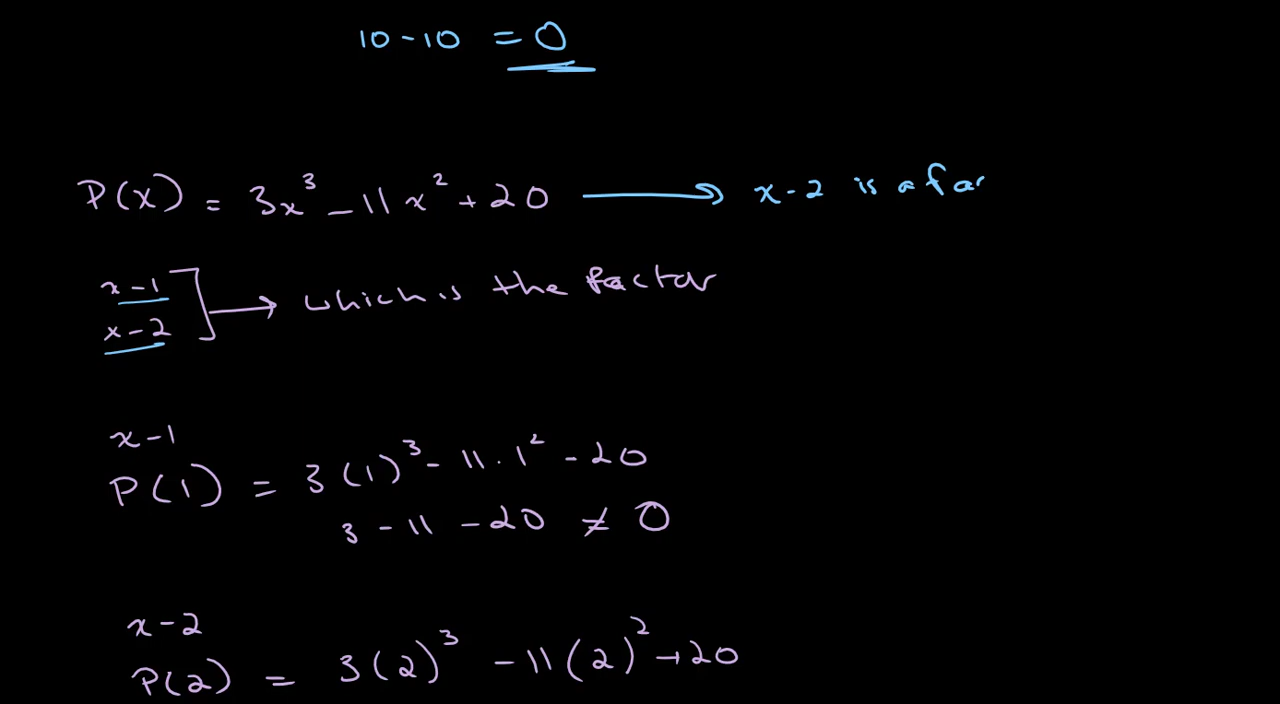 10 - 10 = 0
P(x) = 3x³ - 11x² + 20 → x - 2 is a fac
x - 1
x - 2
→ which is the factor
x - 1
P(1) = 3(1)³ - 11 . 1² - 20
3 - 11 - 20 ≠ 0
x - 2
P(2) = 3(2)³ - 11(2)² + 20